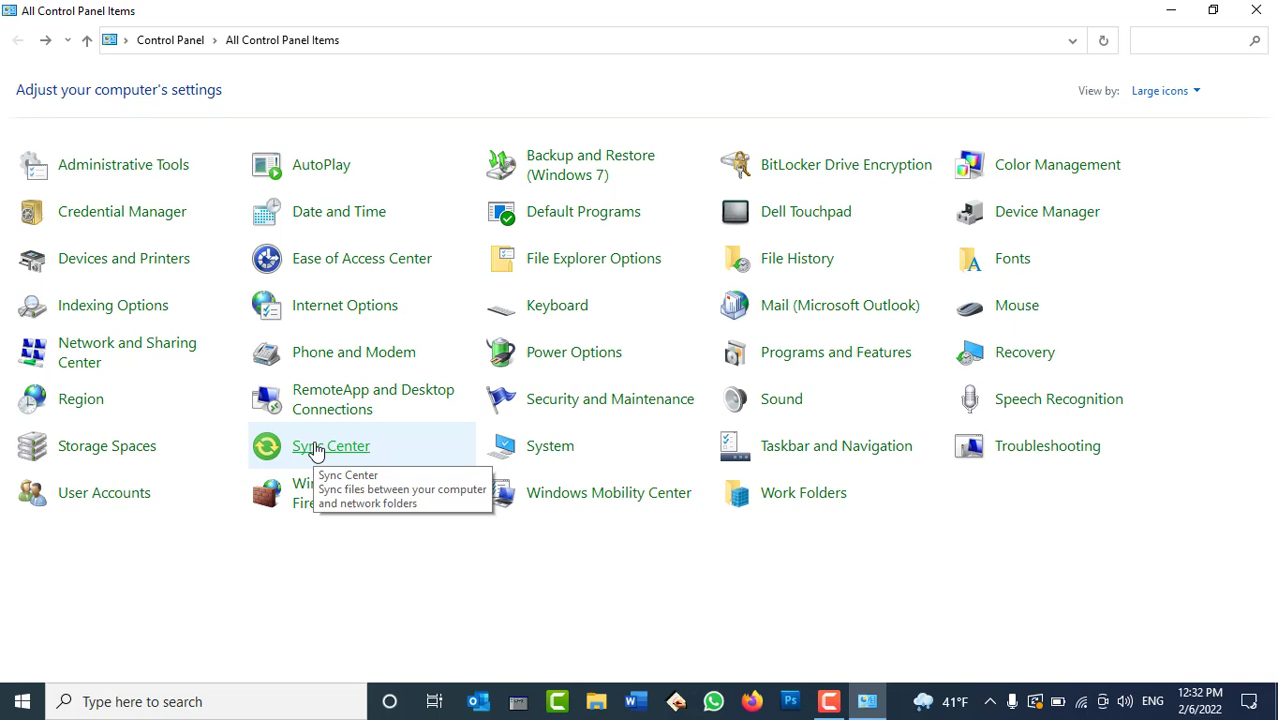 All Control Panel Items
Control Panel > All Control Panel Items
Adjust your computer's settings
View by: Large icons
Administrative Tools
AutoPlay
Backup and Restore
(Windows 7)
BitLocker Drive Encryption
Color Management
Credential Manager
Date and Time
Default Programs
Dell Touchpad
Device Manager
Devices and Printers
Ease of Access Center
File Explorer Options
File History
Fonts
Indexing Options
Internet Options
Keyboard
Mail (Microsoft Outlook)
Mouse
Network and Sharing
Center
Phone and Modem
Power Options
Programs and Features
Recovery
Region
RemoteApp and Desktop
Connections
Security and Maintenance
Sound
Speech Recognition
Storage Spaces
Sync Center
System
Taskbar and Navigation
Troubleshooting
Sync Center
Sync files between your computer
and network folders
User Accounts
Windows Mobility Center
Work Folders
Type here to search
41°F
ENG
12:32 PM
2/6/2022